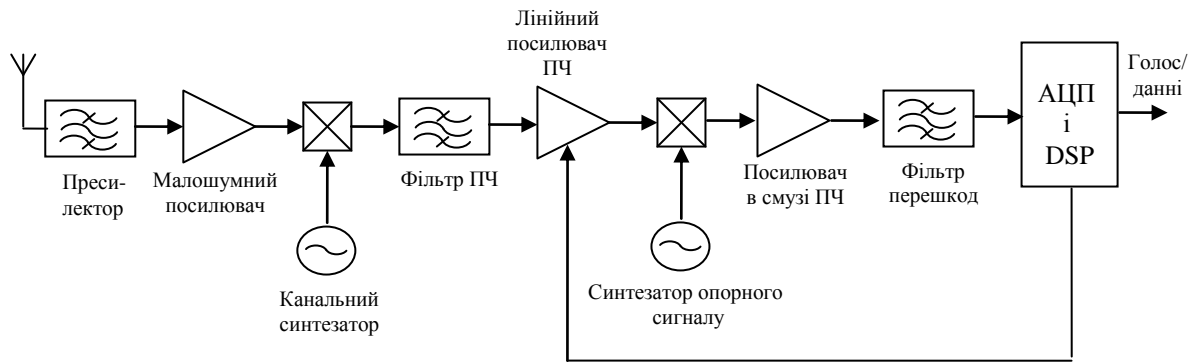 Лінійний
посилювач
ПЧ
Голос/
данні
АЦП
і
DSP
Преси-
лектор
Малошумний
посилювач
Фільтр ПЧ
Посилювач
в смузі ПЧ
Фільтр
перешкод
Канальний
синтезатор
Синтезатор опорного
сигналу